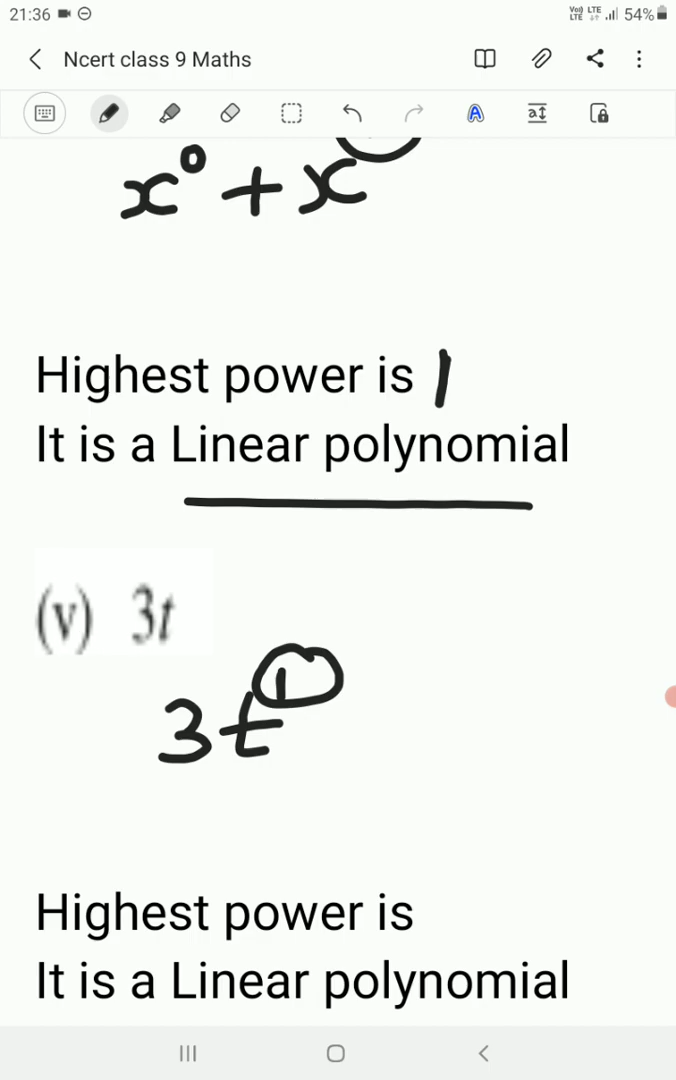 21:36 54%
Ncert class 9 Maths
x⁰ + x
Highest power is 1
It is a Linear polynomial
(v) 3t
3t¹
Highest power is
It is a Linear polynomial